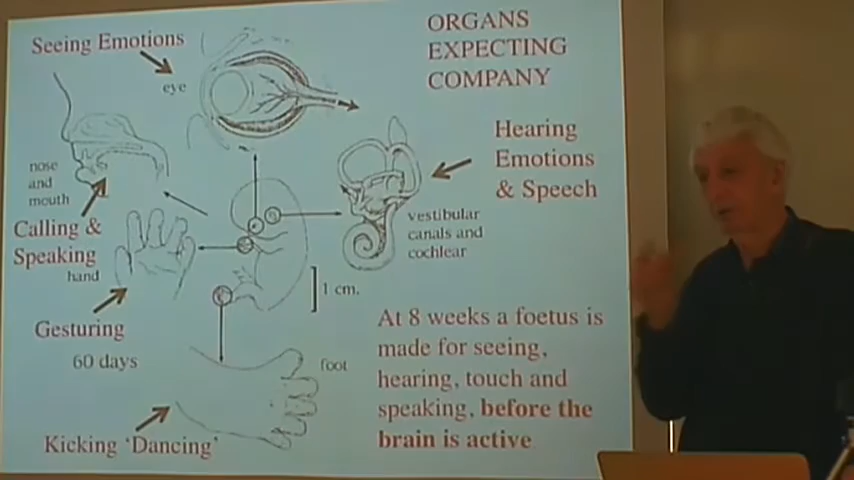 Seeing Emotions
eye
ORGANS
EXPECTING
COMPANY
Hearing
Emotions
& Speech
nose
and
mouth
Calling &
Speaking
vestibular
canals and
cochlear
hand
1 cm.
Gesturing
60 days
foot
Kicking 'Dancing'
At 8 weeks a foetus is
made for seeing,
hearing, touch and
speaking, before the
brain is active